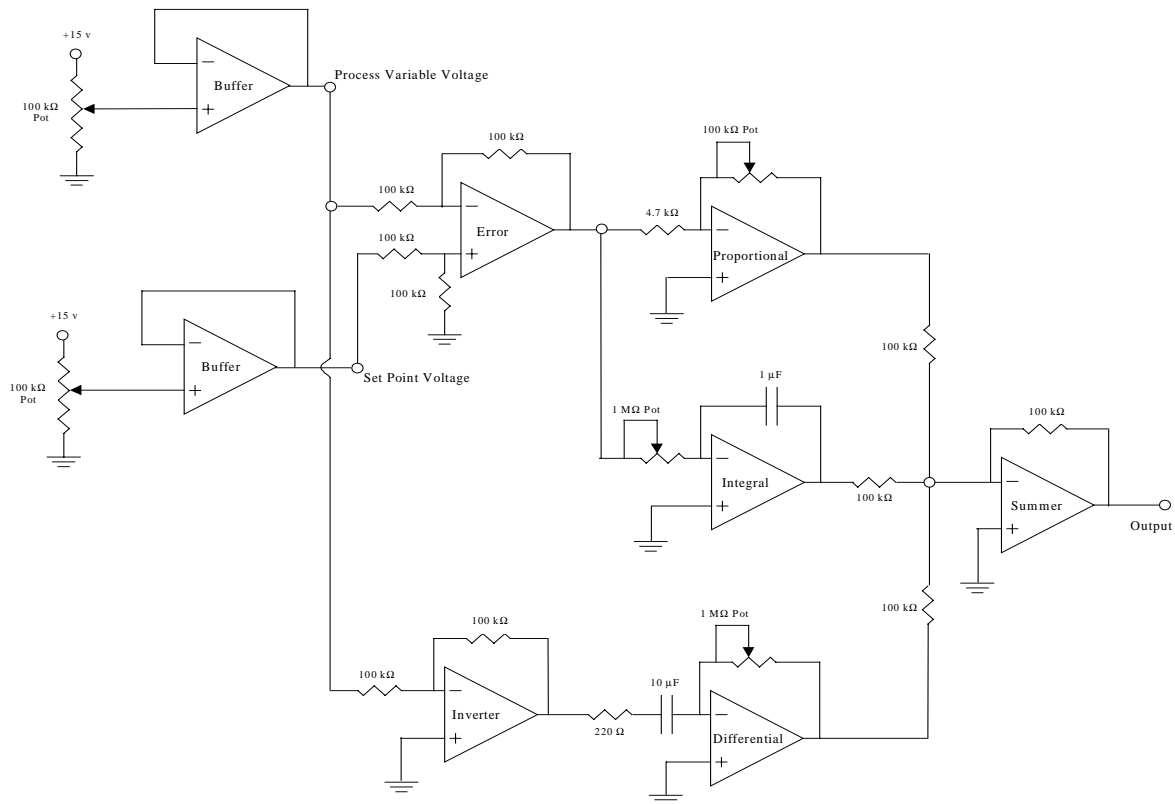 +15 v
Buffer
Process Variable Voltage
−
+
100 kΩ
Pot
100 kΩ
100 kΩ Pot
100 kΩ
4.7 kΩ
−
−
Error
100 kΩ
+
Proportional
+
100 kΩ
+15 v
100 kΩ
1 µF
−
Buffer
Set Point Voltage
100 kΩ
Pot
+
1 MΩ Pot
100 kΩ
−
−
Integral
100 kΩ
+
Summer
+
Output
100 kΩ
1 MΩ Pot
100 kΩ
100 kΩ
10 µF
−
−
Inverter
220 Ω
Differential
+
+